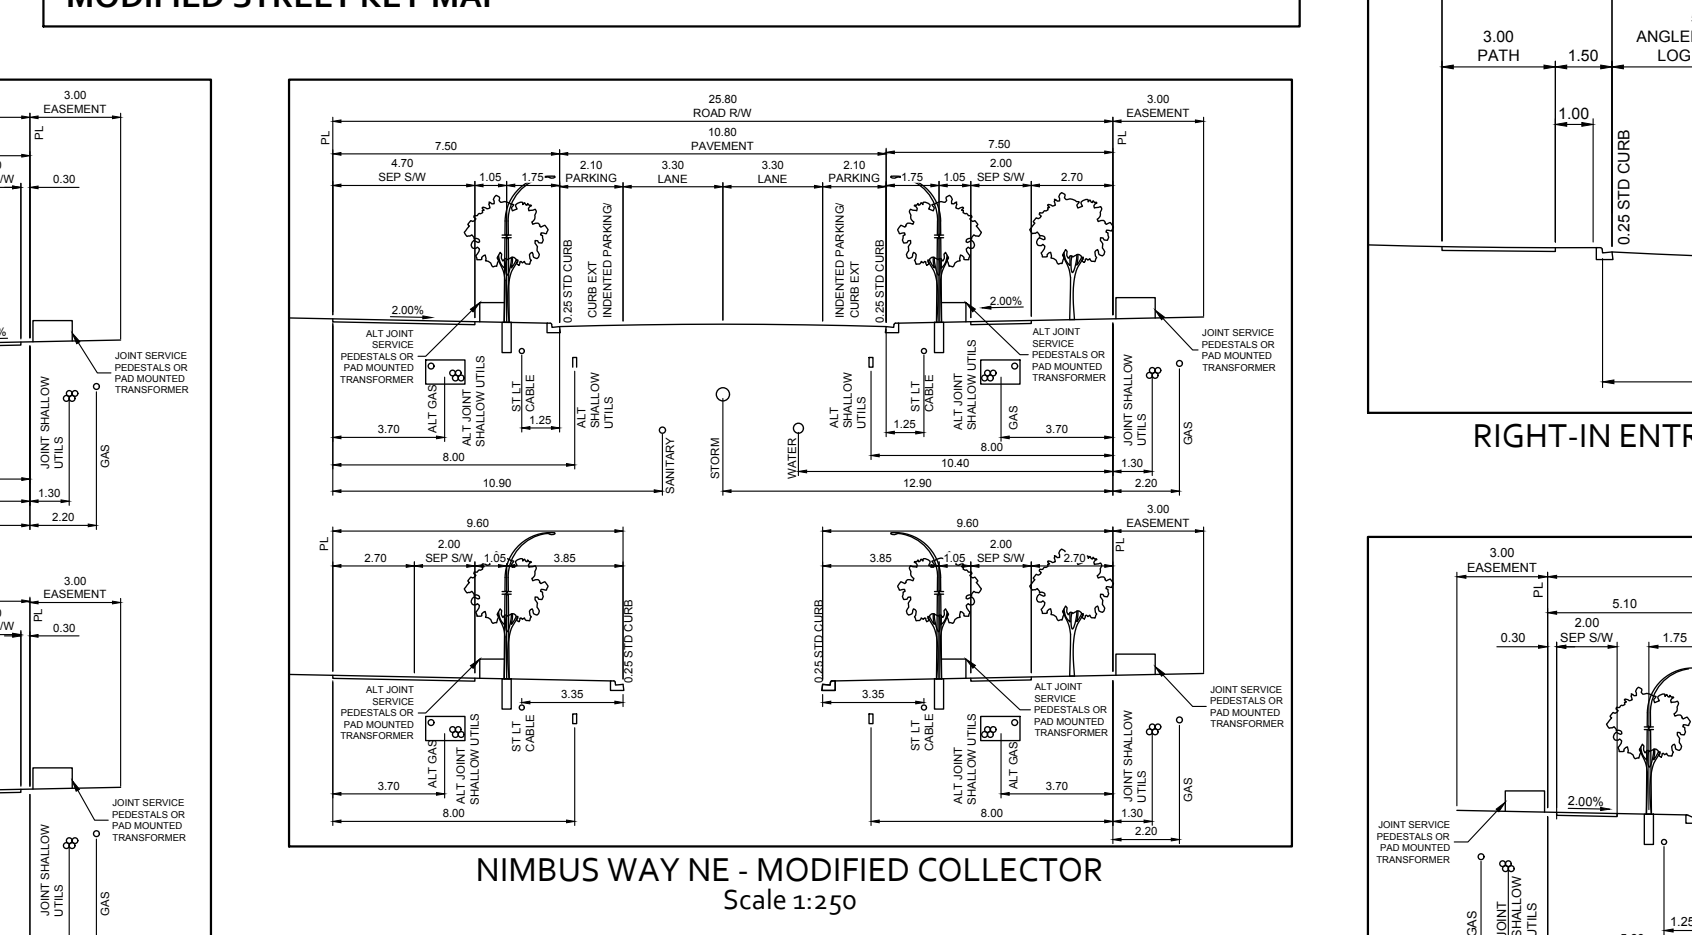 MODIFIED STREET KEY MAP
3.00
EASEMENT
PL
/W
0.30
%
JOINT SERVICE
PEDESTALS OR
PAD MOUNTED
TRANSFORMER
JOINT SHALLOW
UTILS
GAS
1.30
2.20
3.00
EASEMENT
PL
/W
0.30
JOINT SERVICE
PEDESTALS OR
PAD MOUNTED
TRANSFORMER
JOINT SHALLOW
UTILS
GAS
25.80
ROAD R/W
3.00
EASEMENT
PL
PL
7.50
10.80
PAVEMENT
7.50
4.70
SEP S/W
1.05
1.75
2.10
PARKING
3.30
LANE
3.30
LANE
2.10
PARKING
1.75
1.05
2.00
SEP S/W
2.70
0.25 STD CURB
CURB EXT
INDENTED PARKING/
INDENTED PARKING/
CURB EXT
0.25 STD CURB
2.00%
2.00%
ALT JOINT
SERVICE
PEDESTALS OR
PAD MOUNTED
TRANSFORMER
ALT GAS
ALT JOINT
SHALLOW UTILS
ST LT
CABLE
ALT
SHALLOW
UTILS
1.25
SANITARY
STORM
WATER
ALT
SHALLOW
UTILS
ST LT
CABLE
1.25
ALT JOINT
SHALLOW UTILS
GAS
ALT JOINT
SERVICE
PEDESTALS OR
PAD MOUNTED
TRANSFORMER
JOINT SHALLOW
UTILS
GAS
JOINT SERVICE
PEDESTALS OR
PAD MOUNTED
TRANSFORMER
3.70
3.70
8.00
8.00
10.40
1.30
10.90
12.90
2.20
9.60
9.60
3.00
EASEMENT
PL
PL
2.70
2.00
SEP S/W
1.05
3.85
3.85
1.05
2.00
SEP S/W
2.70
0.25 STD CURB
0.25 STD CURB
ALT JOINT
SERVICE
PEDESTALS OR
PAD MOUNTED
TRANSFORMER
3.35
3.35
ALT JOINT
SERVICE
PEDESTALS OR
PAD MOUNTED
TRANSFORMER
JOINT SERVICE
PEDESTALS OR
PAD MOUNTED
TRANSFORMER
ALT GAS
ALT JOINT
SHALLOW UTILS
ST LT
CABLE
ST LT
CABLE
ALT JOINT
SHALLOW UTILS
ALT GAS
JOINT SHALLOW
UTILS
GAS
3.70
3.70
8.00
8.00
1.30
2.20
NIMBUS WAY NE - MODIFIED COLLECTOR
Scale 1:250
3.00
PATH
1.50
1.00
0.25 STD CURB
RIGHT-IN ENTR
3.00
EASEMENT
PL
5.10
0.30
2.00
SEP S/W
1.75
2.00%
JOINT SERVICE
PEDESTALS OR
PAD MOUNTED
TRANSFORMER
GAS
JOINT
SHALLOW
UTILS
1.25